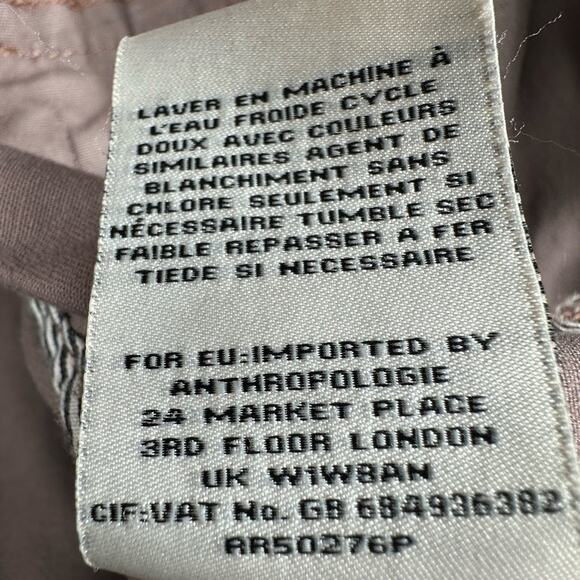 LAVER EN MACHINE À
L'EAU FROIDE CYCLE
DOUX AVEC COULEURS
SIMILAIRES AGENT DE
BLANCHIMENT SANS
CHLORE SEULEMENT SI
NÉCESSAIRE TUMBLE SEC
FAIBLE REPASSER A FER
TIEDE SI NECESSAIRE
FOR EU:IMPORTED BY
ANTHROPOLOGIE
24 MARKET PLACE
3RD FLOOR LONDON
UK W1W8AN
CIF:VAT No. GB 684936382
RR50276P